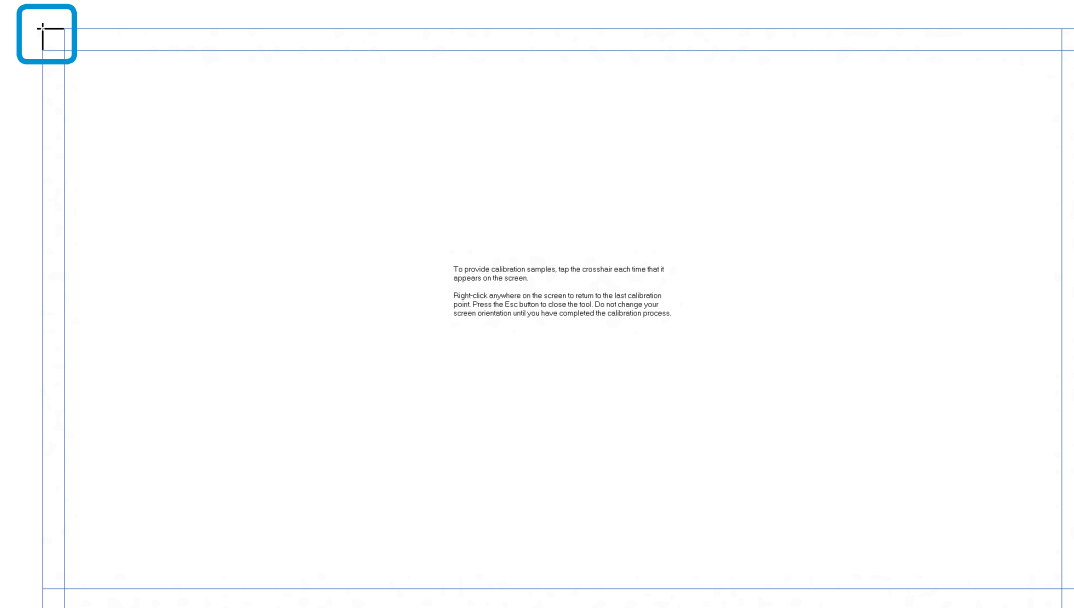 To provide calibration samples, tap the crosshair each time that it
appears on the screen.
Right-click anywhere on the screen to return to the last calibration
point. Press the Esc button to close the tool. Do not change your
screen orientation until you have completed the calibration process.